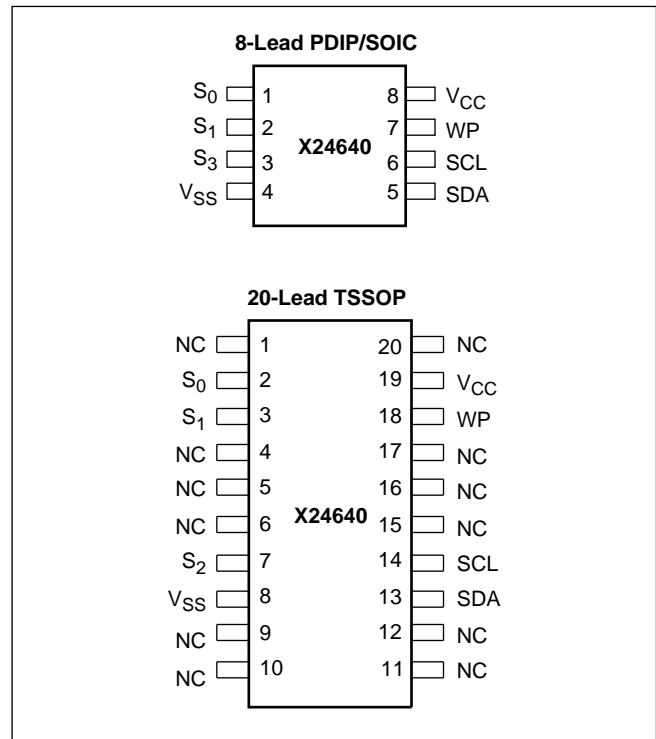 8-Lead PDIP/SOIC
S0 1 8 VCC
S1 2 X24640 7 WP
S3 3 6 SCL
VSS 4 5 SDA
20-Lead TSSOP
NC 1 20 NC
S0 2 19 VCC
S1 3 18 WP
NC 4 17 NC
NC 5 16 NC
NC 6 X24640 15 NC
S2 7 14 SCL
VSS 8 13 SDA
NC 9 12 NC
NC 10 11 NC